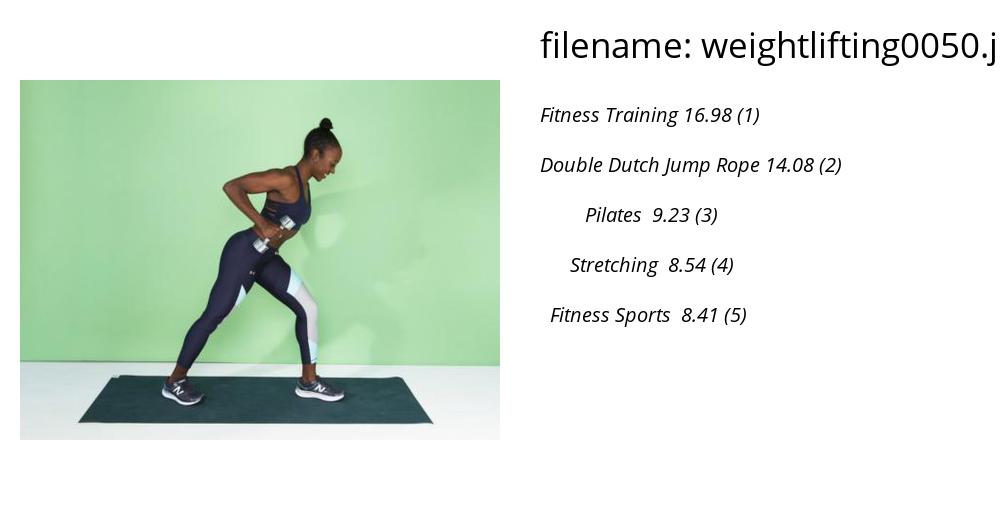 filename: weightlifting0050.j
Fitness Training 16.98 (1)
Double Dutch Jump Rope 14.08 (2)
Pilates 9.23 (3)
Stretching 8.54 (4)
Fitness Sports 8.41 (5)
N
N